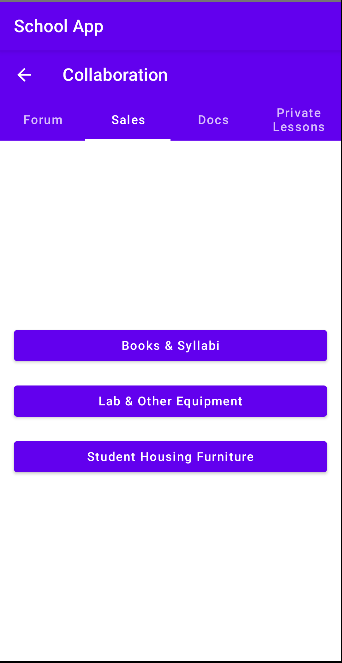 School App
Collaboration
Forum
Sales
Docs
Private
Lessons
Books & Syllabi
Lab & Other Equipment
Student Housing Furniture